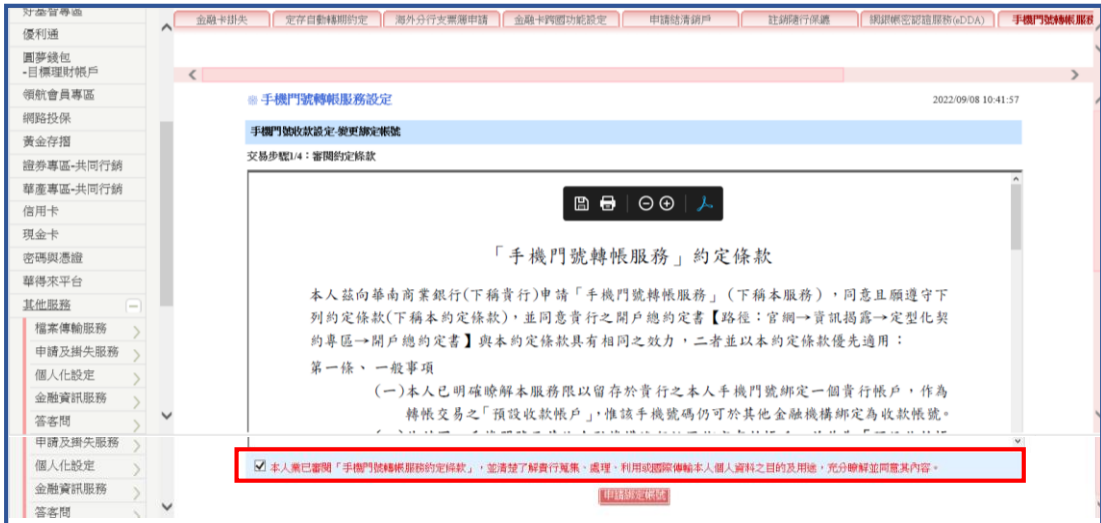 好基智專區
優利通
圓夢錢包
-目標理財帳戶
領航會員專區
網路投保
黃金存摺
證券專區-共同行銷
華產專區-共同行銷
信用卡
現金卡
密碼與憑證
華得來平台
其他服務
檔案傳輸服務
申請及掛失服務
個人化設定
金融資訊服務
答客問
申請及掛失服務
個人化設定
金融資訊服務
答客問
金融卡掛失
定存自動轉期約定
海外分行支票簿申請
金融卡跨國功能設定
申請結清銷戶
註銷隨行保鑣
網銀帳密認證服務(eDDA)
手機門號轉帳服務
手機門號轉帳服務設定
2022/09/08 10:41:57
手機門號收款設定-變更綁定帳號
交易步驟1/4：審閱約定條款
「手機門號轉帳服務」約定條款
本人茲向華南商業銀行(下稱貴行)申請「手機門號轉帳服務」(下稱本服務)，同意且願遵守下
列約定條款(下稱本約定條款)，並同意貴行之開戶總約定書【路徑：官網→資訊揭露→定型化契
約專區→開戶總約定書】與本約定條款具有相同之效力，二者並以本約定條款優先適用：
第一條、一般事項
(一)本人已明確瞭解本服務限以留存於貴行之本人手機門號綁定一個貴行帳戶，作為
轉帳交易之「預設收款帳戶」，惟該手機號碼仍可於其他金融機構綁定為收款帳號。
本人業已審閱「手機門號轉帳服務約定條款」，並清楚了解貴行蒐集、處理、利用或國際傳輸本人個人資料之目的及用途，充分瞭解並同意其內容。
申請綁定帳號